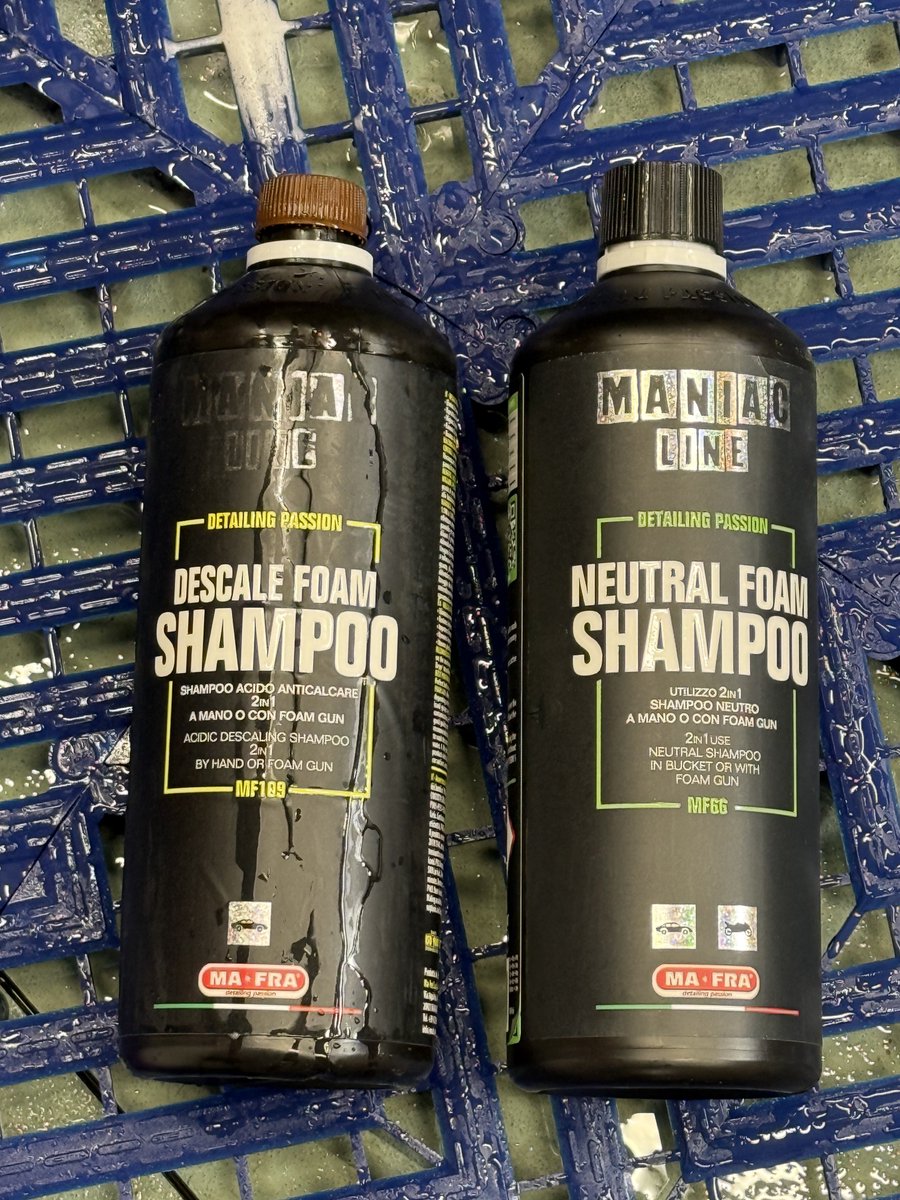 MANIAC
LINE
DETAILING PASSION
DESCALE FOAM
SHAMPOO
SHAMPOO ACIDO ANTICALCARE
2IN1
A MANO O CON FOAM GUN
ACIDIC DESCALING SHAMPOO
2IN1
BY HAND OR FOAM GUN
MF109
MA★FRA®
detailing passion
MANIAC
LINE
DETAILING PASSION
NEUTRAL FOAM
SHAMPOO
UTILIZZO 2IN1
SHAMPOO NEUTRO
A MANO O CON FOAM GUN
2IN1 USE
NEUTRAL SHAMPOO
IN BUCKET OR WITH
FOAM GUN
MF66
MA★FRA®
detailing passion